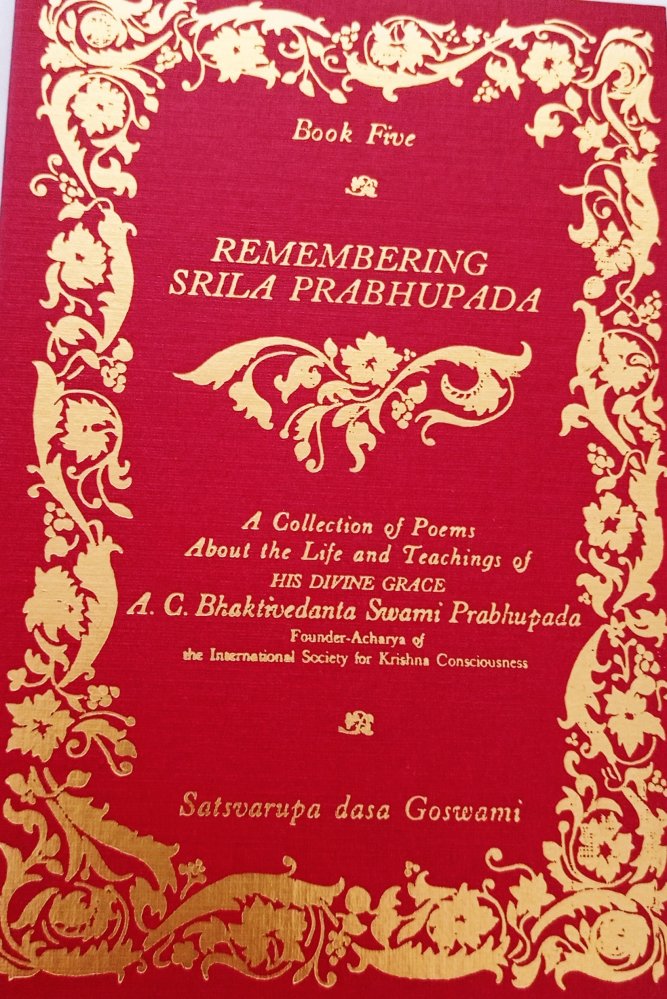 Book Five
REMEMBERING
SRILA PRABHUPADA
A Collection of Poems
About the Life and Teachings of
HIS DIVINE GRACE
A. C. Bhaktivedanta Swami Prabhupada
Founder-Acharya of
the International Society for Krishna Consciousness
Satsvarupa dasa Goswami